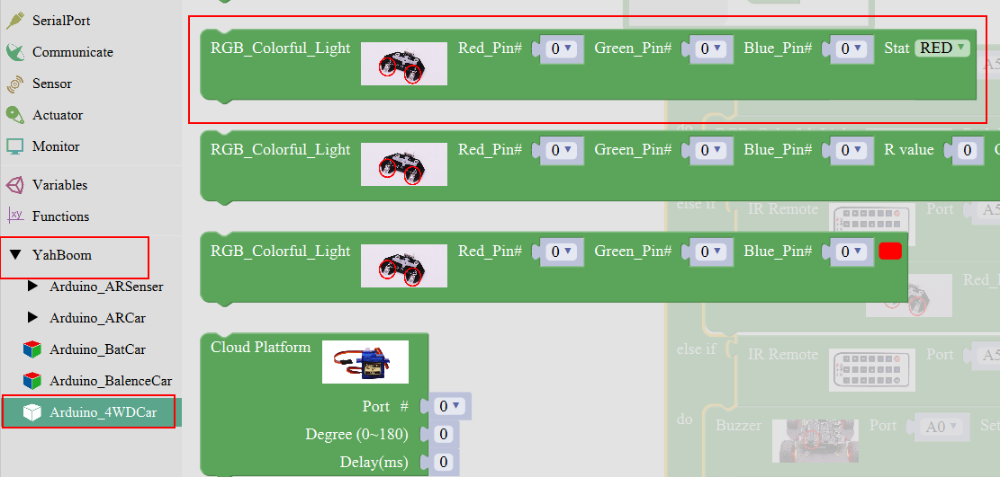 SerialPort
Communicate
Sensor
Actuator
Monitor
Variables
xy
Functions
YahBoom
Arduino_ARSenser
Arduino_ARCar
Arduino_BatCar
Arduino_BalenceCar
Arduino_4WDCar
RGB_Colorful_Light Red_Pin# 0 Green_Pin# 0 Blue_Pin# 0 Stat RED
RGB_Colorful_Light Red_Pin# 0 Green_Pin# 0 Blue_Pin# 0 R value 0
RGB_Colorful_Light Red_Pin# 0 Green_Pin# 0 Blue_Pin# 0
Cloud Platform
Port # 0
Degree (0~180) 0
Delay(ms) 0
A5
do
else if IR Remote Port A5
Red_
else if IR Remote Port A5
do Buzzer Port A0 Set